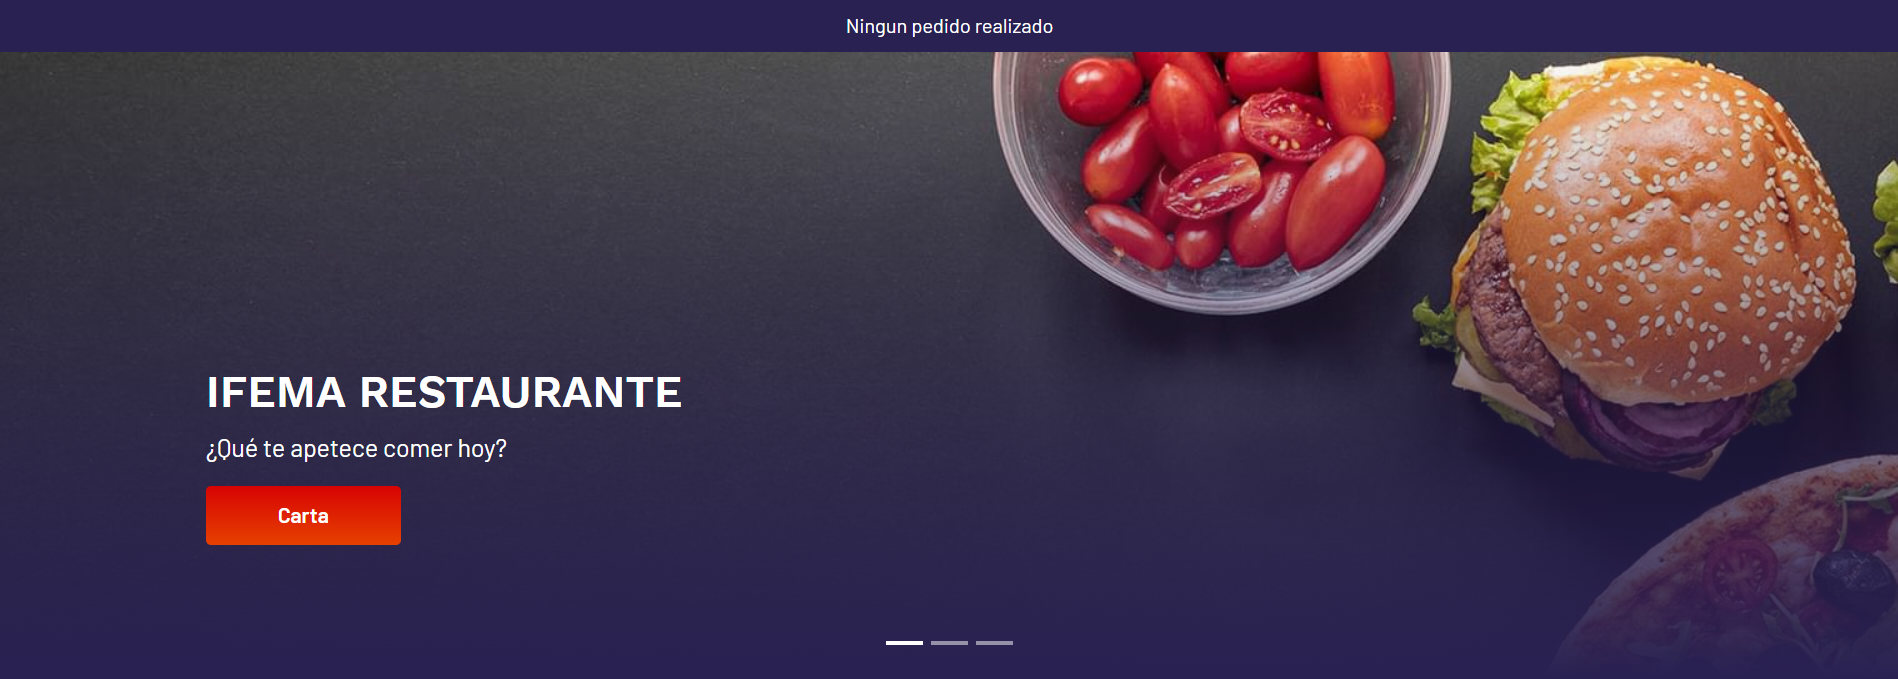 Ningun pedido realizado
IFEMA RESTAURANTE
¿Qué te apetece comer hoy?
Carta